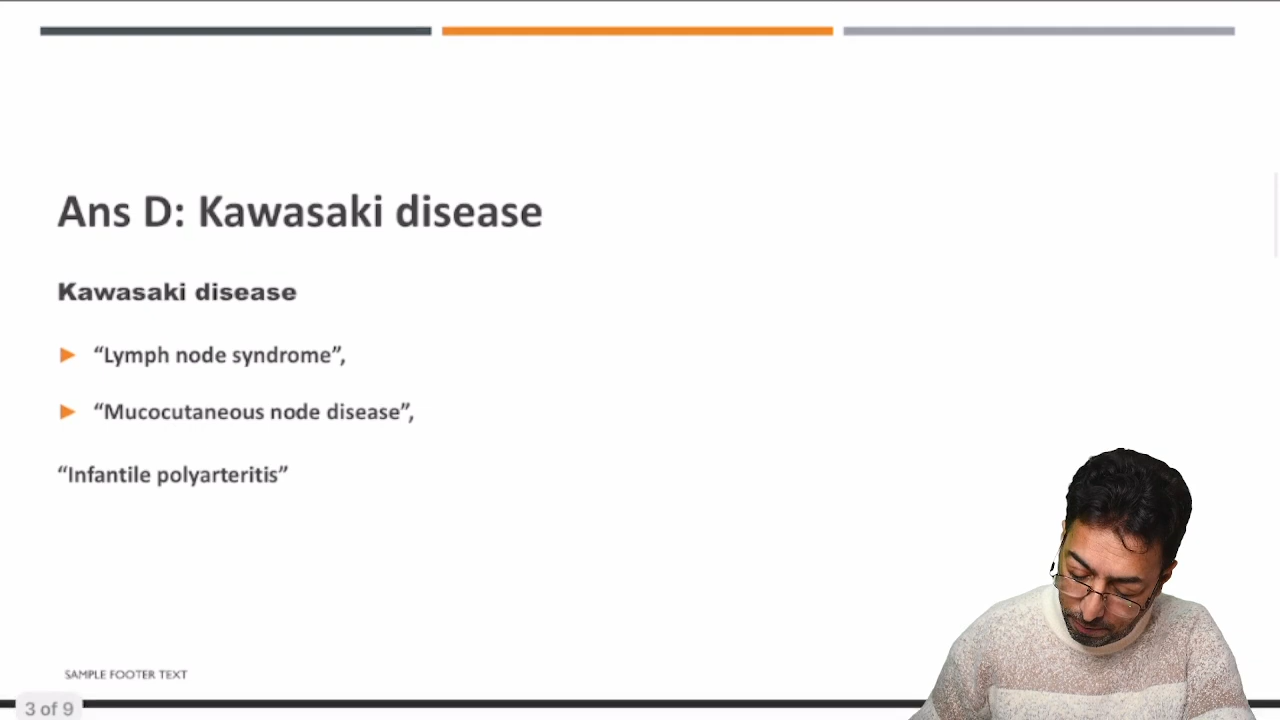 Ans D: Kawasaki disease
Kawasaki disease
“Lymph node syndrome”,
“Mucocutaneous node disease”,
“Infantile polyarteritis”
SAMPLE FOOTER TEXT
3 of 9